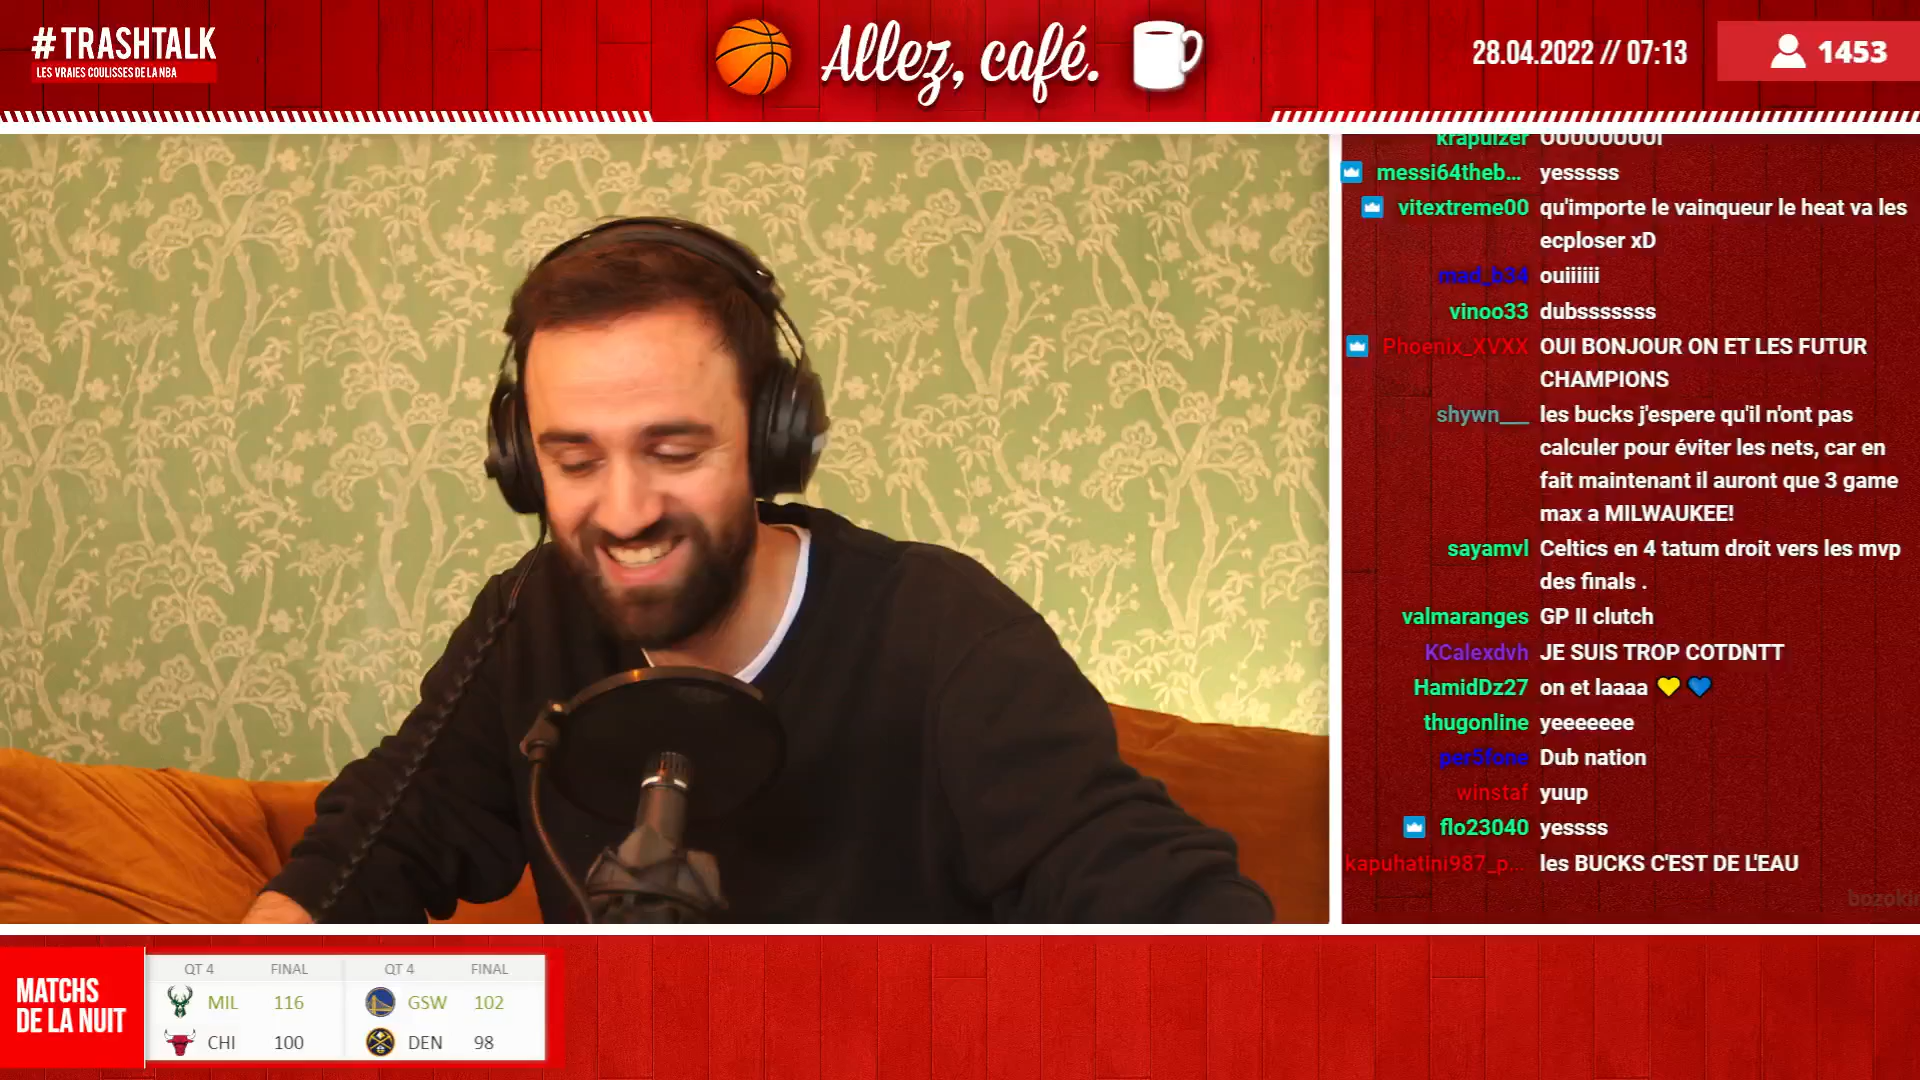 #TRASHTALK
LES VRAIES COULISSES DE LA NBA
Allez, café.
28.04.2022 // 07:13
1453
krapulzer OUUUUUUUI
messi64theb... yesssss
vitextreme00 qu'importe le vainqueur le heat va les
ecploser xD
mad_b34 ouiiiiii
vinoo33 dubsssssss
Phoenix_XVXX OUI BONJOUR ON ET LES FUTUR
CHAMPIONS
shywn___ les bucks j'espere qu'il n'ont pas
calculer pour éviter les nets, car en
fait maintenant il auront que 3 game
max a MILWAUKEE!
sayamvl Celtics en 4 tatum droit vers les mvp
des finals .
valmaranges GP II clutch
KCalexdvh JE SUIS TROP COTDNTT
HamidDz27 on et laaaa 💛 💙
thugonline yeeeeeee
per5fone Dub nation
winstaf yuup
flo23040 yessss
kapuhatini987_p... les BUCKS C'EST DE L'EAU
MATCHS
DE LA NUIT
QT 4 FINAL
MIL 116
CHI 100
QT 4 FINAL
GSW 102
DEN 98